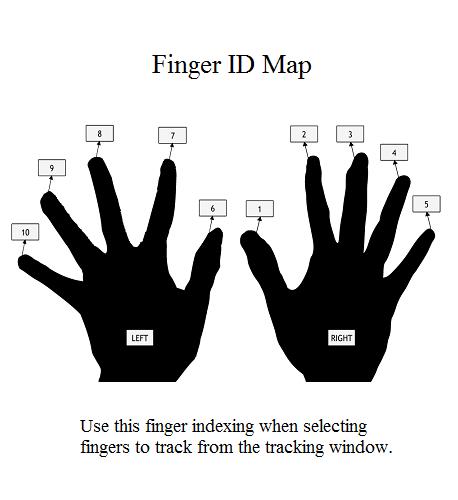 Finger ID Map
8
7
2
3
9
4
6
1
5
10
LEFT
RIGHT
Use this finger indexing when selecting
fingers to track from the tracking window.